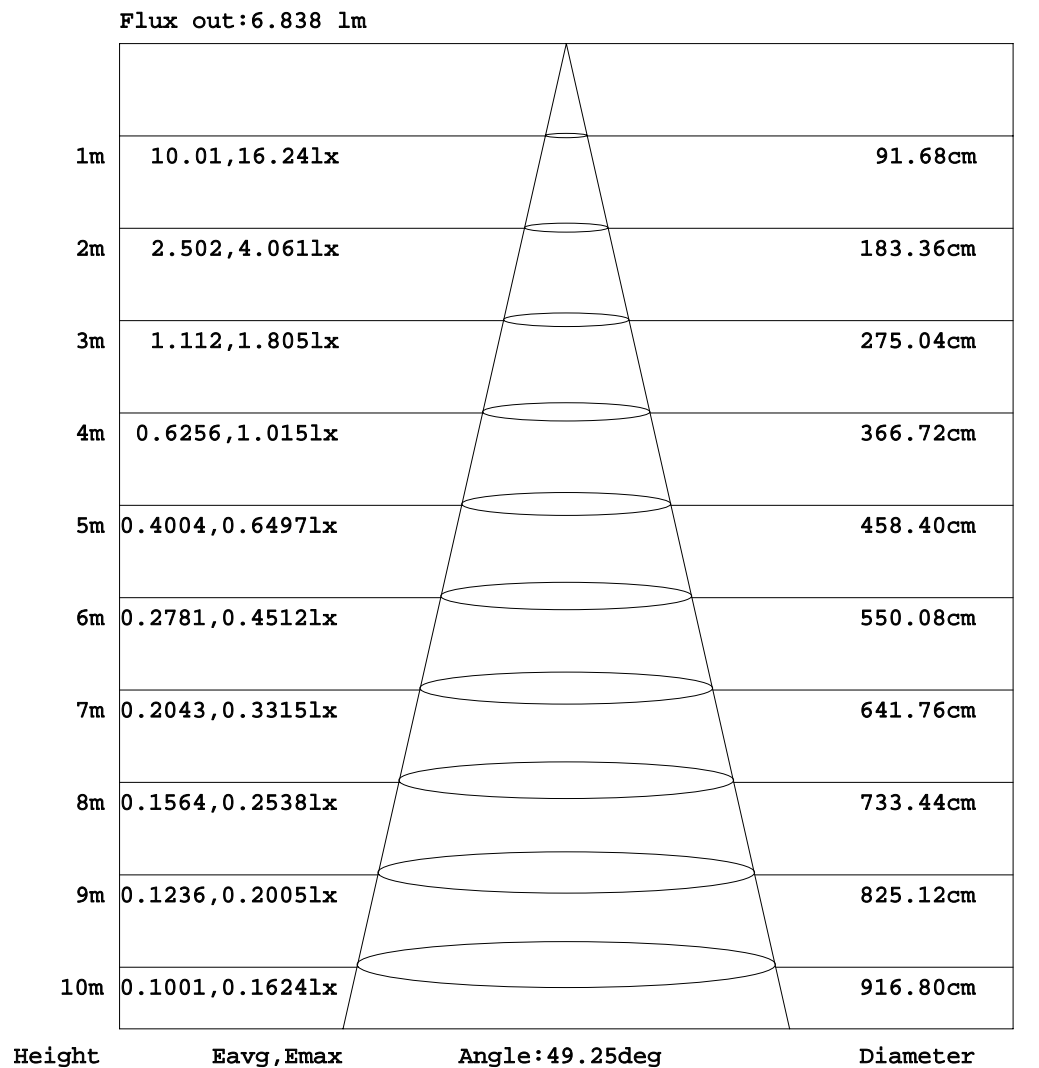 Flux out:6.838 lm
1m 10.01,16.24lx 91.68cm
2m 2.502,4.061lx 183.36cm
3m 1.112,1.805lx 275.04cm
4m 0.6256,1.015lx 366.72cm
5m 0.4004,0.6497lx 458.40cm
6m 0.2781,0.4512lx 550.08cm
7m 0.2043,0.3315lx 641.76cm
8m 0.1564,0.2538lx 733.44cm
9m 0.1236,0.2005lx 825.12cm
10m 0.1001,0.1624lx 916.80cm
Height Eavg,Emax Angle:49.25deg Diameter